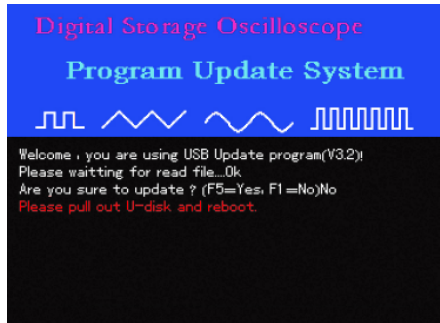 Digital Storage Oscilloscope
Program Update System
Welcome , you are using USB Update program(V3.2)!
Please waitting for read file....Ok
Are you sure to update ? (F5=Yes, F1=No)No
Please pull out U-disk and reboot.